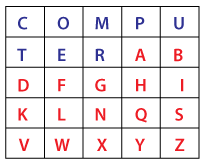 C O M P U
T E R A B
D F G H I
K L N Q S
V W X Y Z